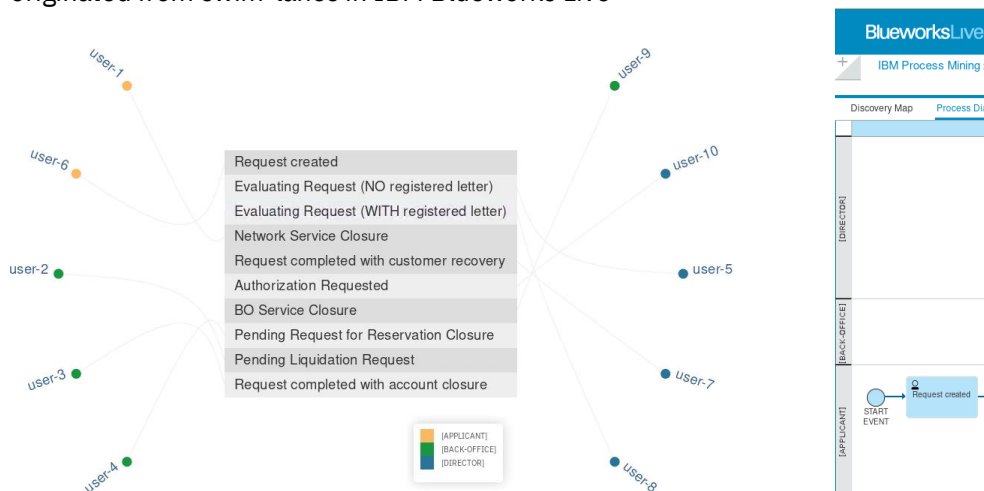 originated from swim-lanes in IBM Blueworks Live
user-1
user-6
user-2
user-3
user-4
Request created
Evaluating Request (NO registered letter)
Evaluating Request (WITH registered letter)
Network Service Closure
Request completed with customer recovery
Authorization Requested
BO Service Closure
Pending Request for Reservation Closure
Pending Liquidation Request
Request completed with account closure
[APPLICANT]
[BACK-OFFICE]
[DIRECTOR]
user-9
user-10
user-5
user-7
user-8
BlueworksLive
+
IBM Process Mining
Discovery Map
Process Dia
[DIRECTOR]
[BACK-OFFICE]
[APPLICANT]
START
EVENT
Request created